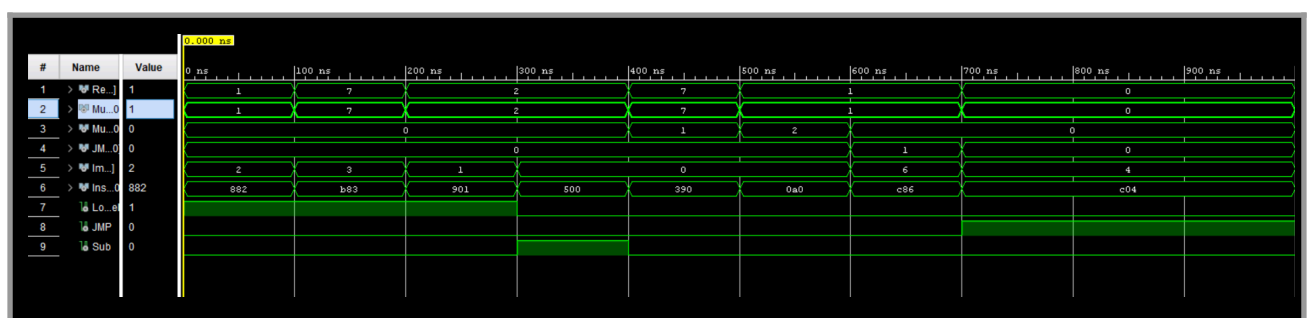 0.000 ns
# Name Value 0 ns 100 ns 200 ns 300 ns 400 ns 500 ns 600 ns 700 ns 800 ns 900 ns
1 > Re...] 1 1 7 2 7 1 0
2 > Mu...0 1 1 7 2 7 1 0
3 > Mu...0 0 0 1 2 0
4 > JM...0 0 0 1 0
5 > Im...] 2 2 3 1 0 6 4
6 > Ins...0 882 882 b83 901 500 390 0a0 c86 c04
7 Lo...el 1
8 JMP 0
9 Sub 0